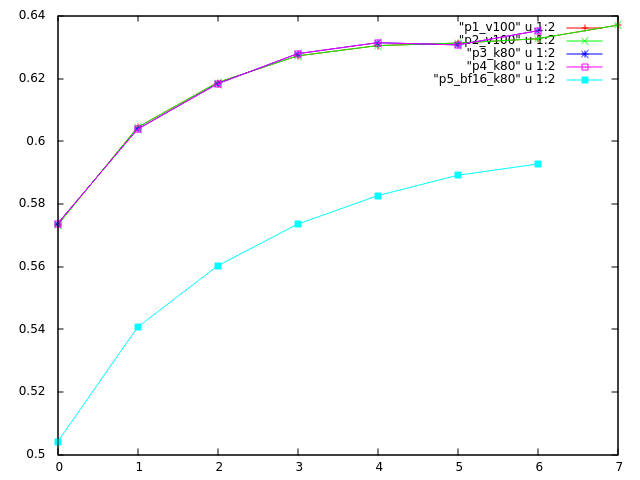 0.64
0.62
0.6
0.58
0.56
0.54
0.52
0.5
0 1 2 3 4 5 6 7
"p1_v100" u 1:2
"p2_v100" u 1:2
"p3_k80" u 1:2
"p4_k80" u 1:2
"p5_bf16_k80" u 1:2